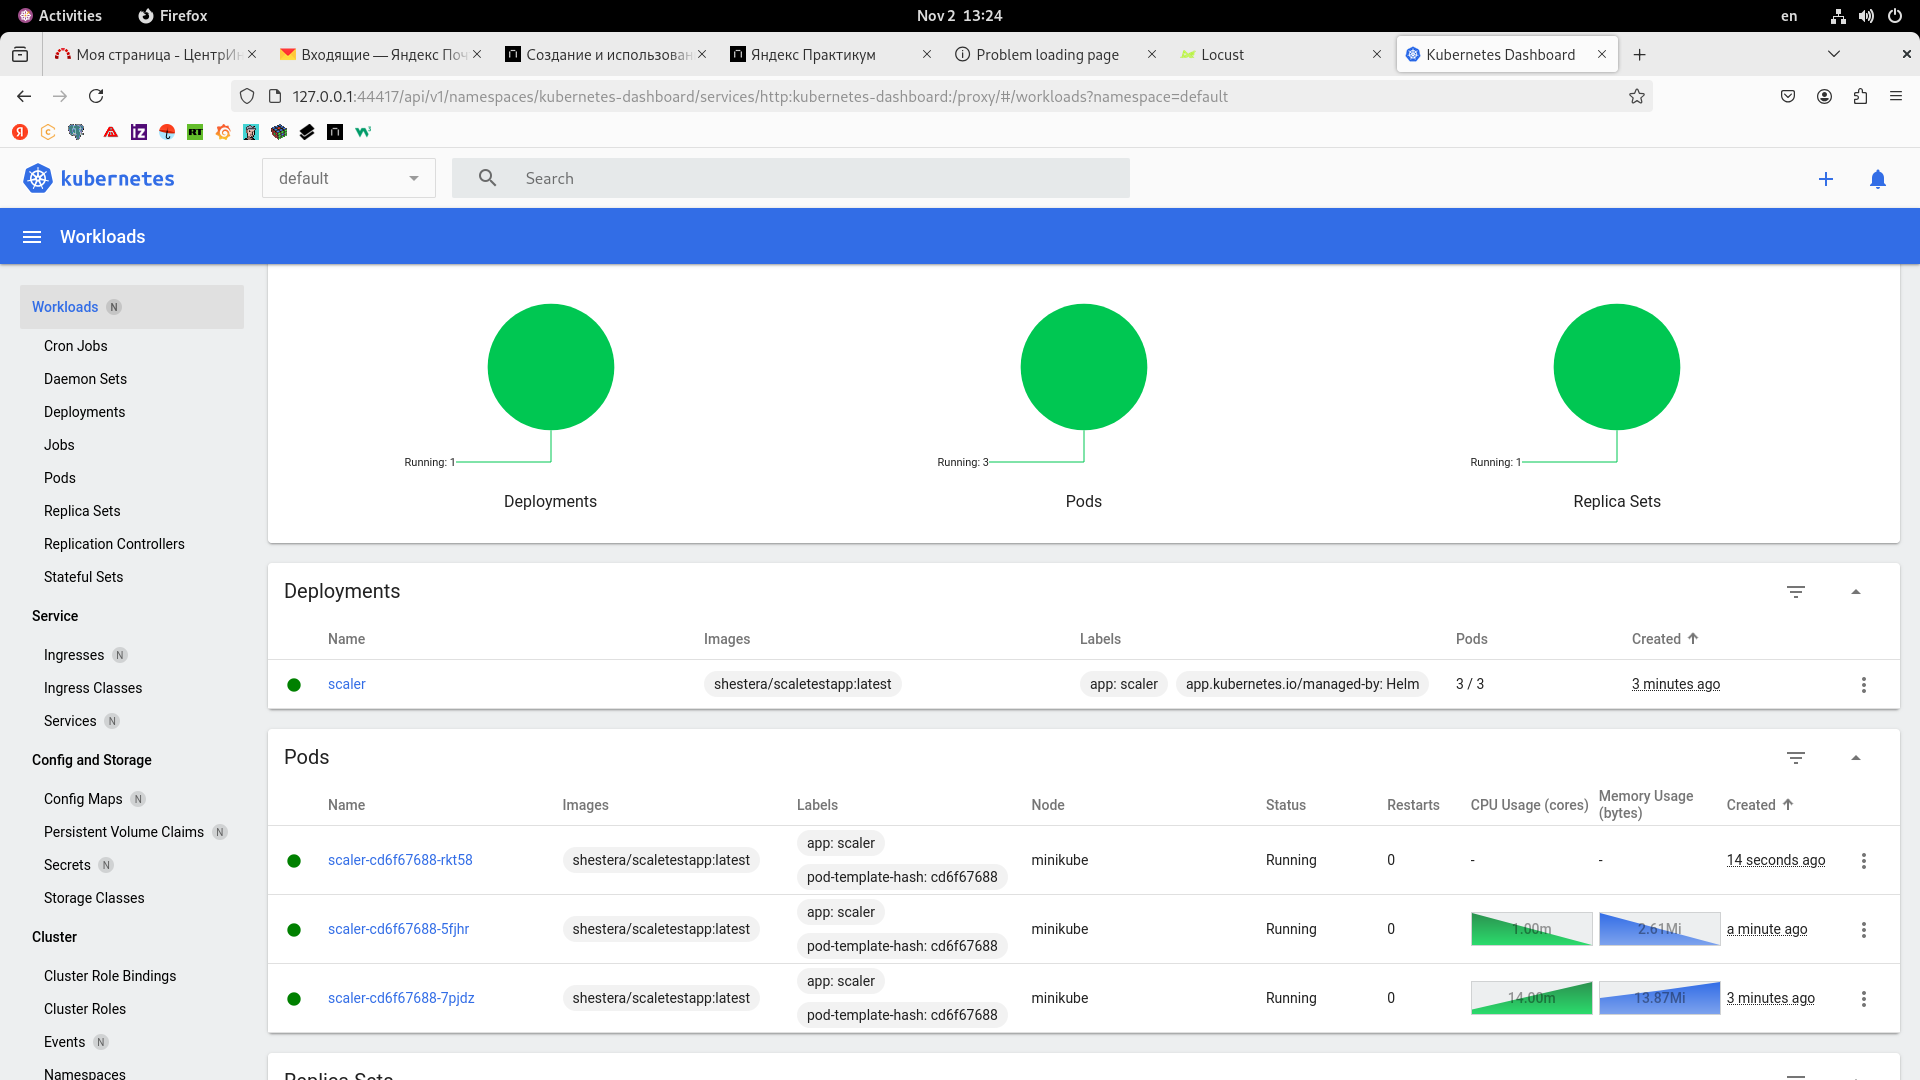 Activities Firefox Nov 2 13:24 en
Моя страница - ЦентрИн Входящие — Яндекс Поч Создание и использован Яндекс Практикум Problem loading page Locust Kubernetes Dashboard
127.0.0.1:44417/api/v1/namespaces/kubernetes-dashboard/services/http:kubernetes-dashboard:/proxy/#/workloads?namespace=default
kubernetes default Search
Workloads
Workloads N
Cron Jobs
Daemon Sets
Deployments
Jobs
Pods
Replica Sets
Replication Controllers
Stateful Sets
Service
Ingresses N
Ingress Classes
Services N
Config and Storage
Config Maps N
Persistent Volume Claims N
Secrets N
Storage Classes
Cluster
Cluster Role Bindings
Cluster Roles
Events N
Namespaces
Running: 1 Running: 3 Running: 1
Deployments Pods Replica Sets
Deployments
Name Images Labels Pods Created
scaler shestera/scaletestapp:latest app: scaler app.kubernetes.io/managed-by: Helm 3 / 3 3 minutes ago
Pods
Name Images Labels Node Status Restarts CPU Usage (cores) Memory Usage (bytes) Created
scaler-cd6f67688-rkt58 shestera/scaletestapp:latest app: scaler minikube Running 0 - - 14 seconds ago
pod-template-hash: cd6f67688
scaler-cd6f67688-5fjhr shestera/scaletestapp:latest app: scaler minikube Running 0 1.00m 2.61Mi a minute ago
pod-template-hash: cd6f67688
scaler-cd6f67688-7pjdz shestera/scaletestapp:latest app: scaler minikube Running 0 14.00m 13.87Mi 3 minutes ago
pod-template-hash: cd6f67688
Replica Sets